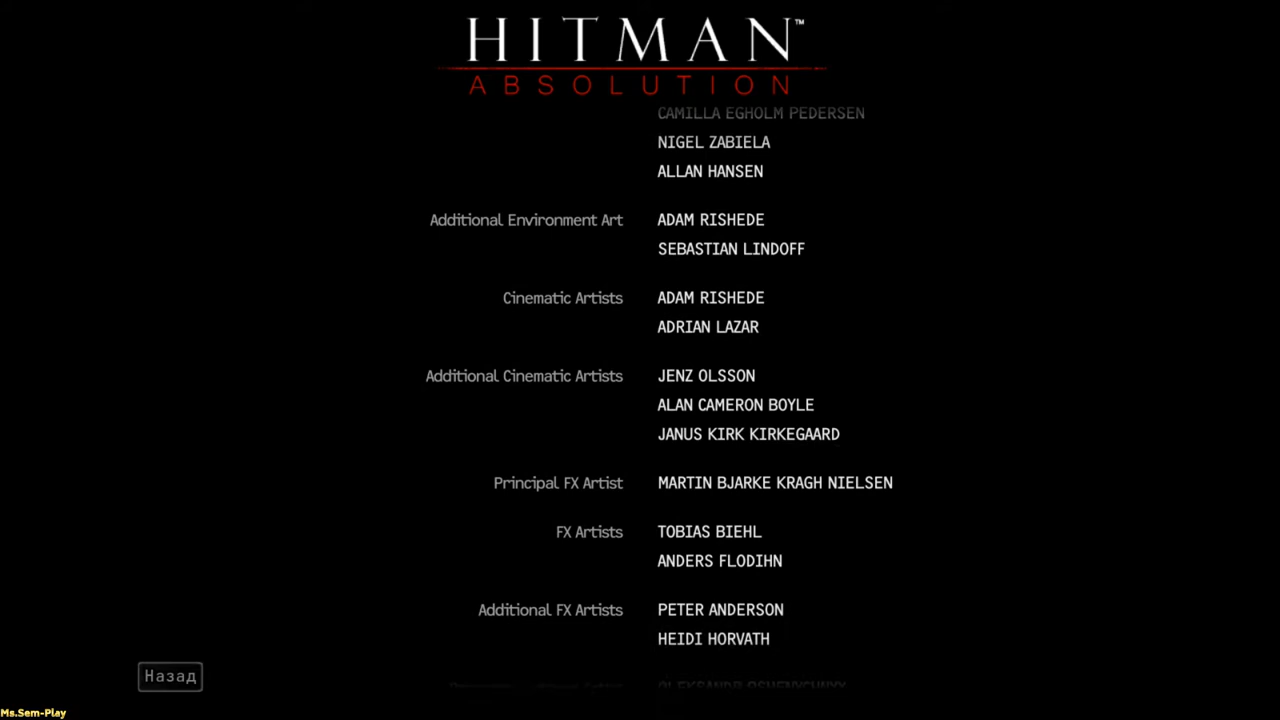 HITMAN™
ABSOLUTION
CAMILLA EGHOLM PEDERSEN
NIGEL ZABIELA
ALLAN HANSEN
Additional Environment Art ADAM RISHEDE
SEBASTIAN LINDOFF
Cinematic Artists ADAM RISHEDE
ADRIAN LAZAR
Additional Cinematic Artists JENZ OLSSON
ALAN CAMERON BOYLE
JANUS KIRK KIRKEGAARD
Principal FX Artist MARTIN BJARKE KRAGH NIELSEN
FX Artists TOBIAS BIEHL
ANDERS FLODIHN
Additional FX Artists PETER ANDERSON
HEIDI HORVATH
Назад
Ms.Sem-Play